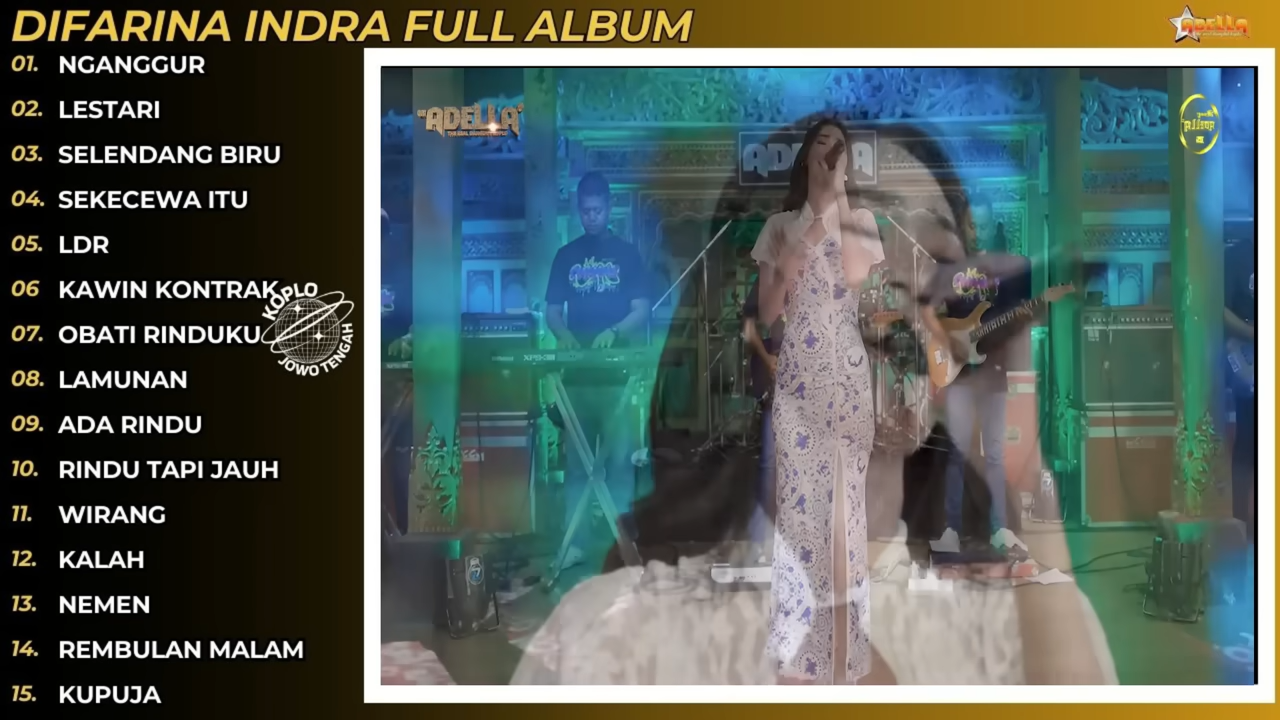 DIFARINA INDRA FULL ALBUM
ADELLA
01. NGANGGUR
02. LESTARI
03. SELENDANG BIRU
04. SEKECEWA ITU
05. LDR
06 KAWIN KONTRAK
07. OBATI RINDUKU
08. LAMUNAN
09. ADA RINDU
10. RINDU TAPI JAUH
11. WIRANG
12. KALAH
13. NEMEN
14. REMBULAN MALAM
15. KUPUJA
KOPLO
JOWO TENGAH
ADELLA